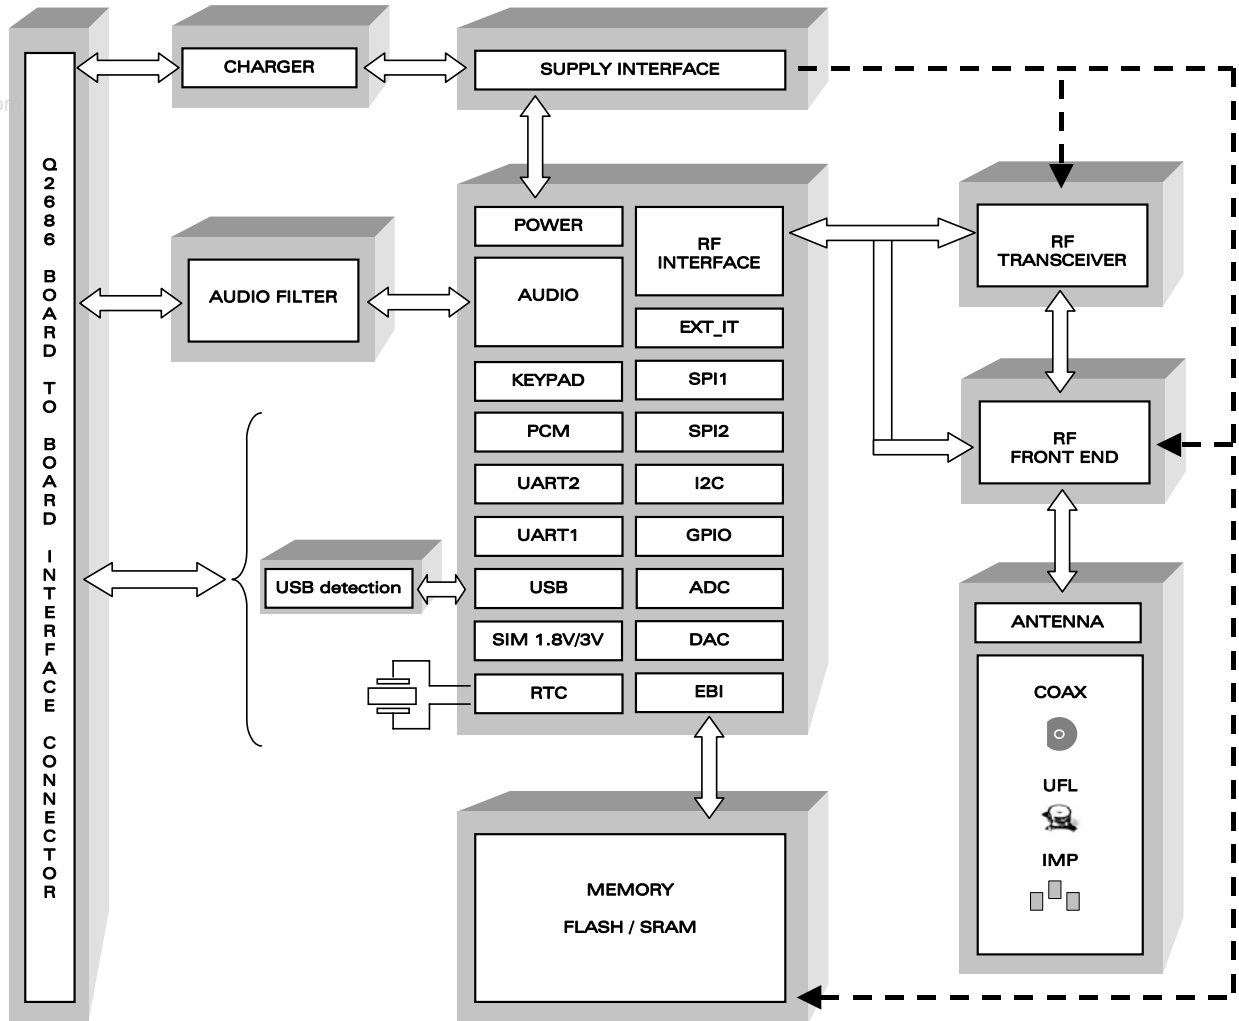 CHARGER
SUPPLY INTERFACE
Q2686 BOARD TO BOARD INTERFACE CONNECTOR
POWER
RF
INTERFACE
RF
TRANSCEIVER
AUDIO FILTER
AUDIO
EXT_IT
KEYPAD
SPI1
PCM
SPI2
RF
FRONT END
UART2
I2C
UART1
GPIO
USB detection
USB
ADC
ANTENNA
SIM 1.8V/3V
DAC
RTC
EBI
COAX
UFL
IMP
MEMORY
FLASH / SRAM